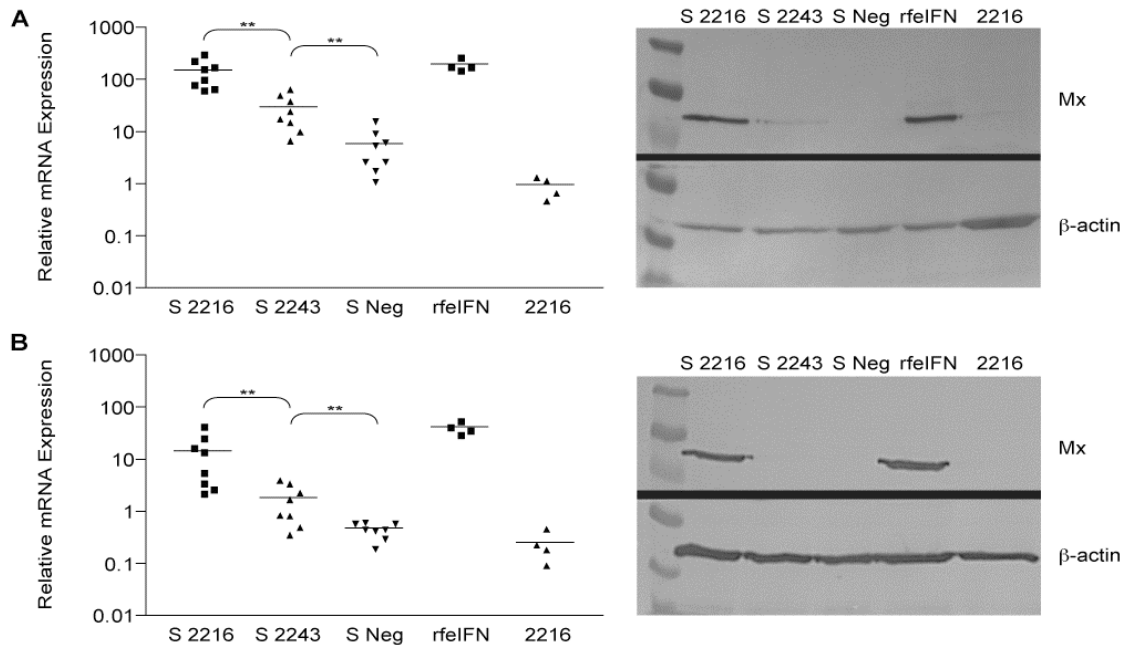 A
Relative mRNA Expression
1000
100
10
1
0.1
0.01
**
**
S 2216 S 2243 S Neg rfeIFN 2216
S 2216 S 2243 S Neg rfeIFN 2216
Mx
β-actin
B
Relative mRNA Expression
1000
100
10
1
0.1
0.01
**
**
S 2216 S 2243 S Neg rfeIFN 2216
S 2216 S 2243 S Neg rfeIFN 2216
Mx
β-actin